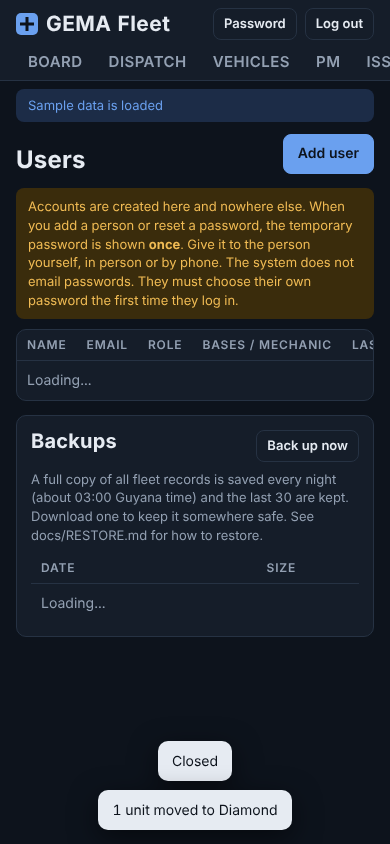 GEMA Fleet
Password
Log out
BOARD DISPATCH VEHICLES PM ISS
Sample data is loaded
Users
Add user
Accounts are created here and nowhere else. When
you add a person or reset a password, the temporary
password is shown once. Give it to the person
yourself, in person or by phone. The system does not
email passwords. They must choose their own
password the first time they log in.
NAME EMAIL ROLE BASES / MECHANIC LAS
Loading...
Backups
Back up now
A full copy of all fleet records is saved every night
(about 03:00 Guyana time) and the last 30 are kept.
Download one to keep it somewhere safe. See
docs/RESTORE.md for how to restore.
DATE SIZE
Loading...
Closed
1 unit moved to Diamond